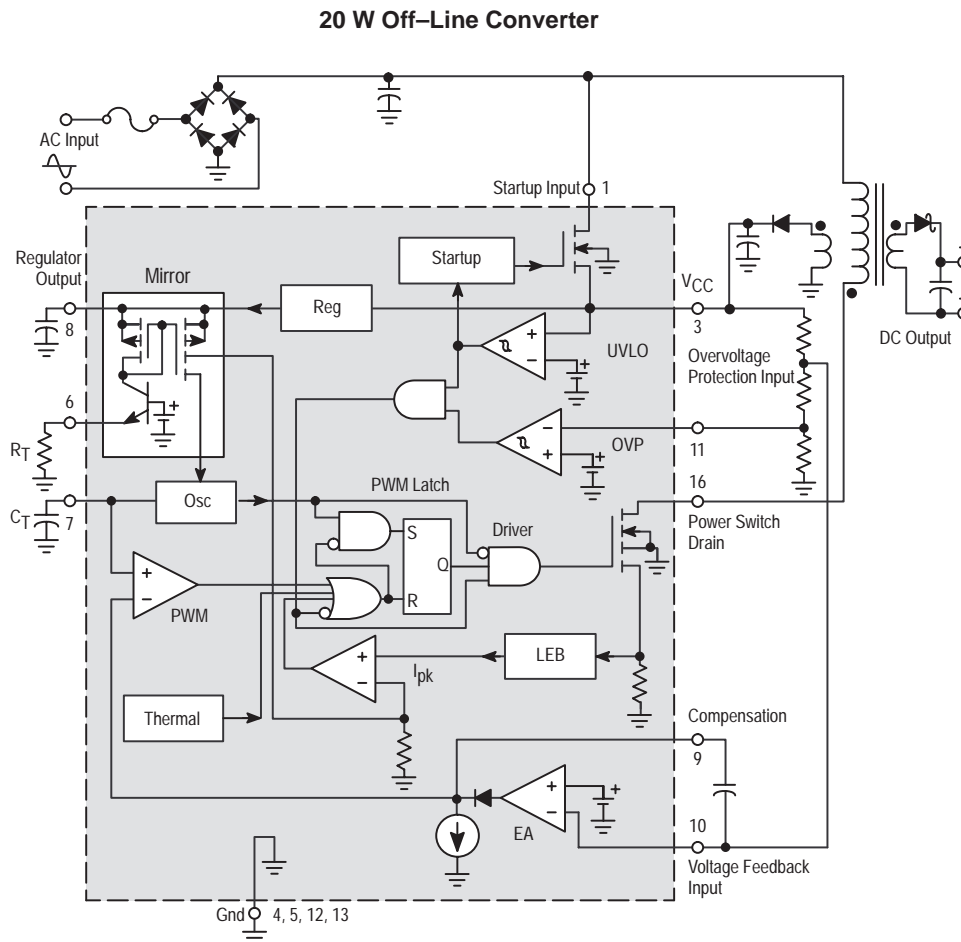 20 W Off–Line Converter
AC Input
Startup Input
1
Regulator
Output
8
Mirror
Startup
Reg
VCC
3
UVLO
Overvoltage
Protection Input
DC Output
6
RT
OVP
11
16
CT
7
Osc
PWM Latch
Driver
Power Switch
Drain
S
Q
R
+
–
PWM
+
–
Ipk
LEB
Thermal
Compensation
9
+
–
EA
10
Voltage Feedback
Input
Gnd
4, 5, 12, 13